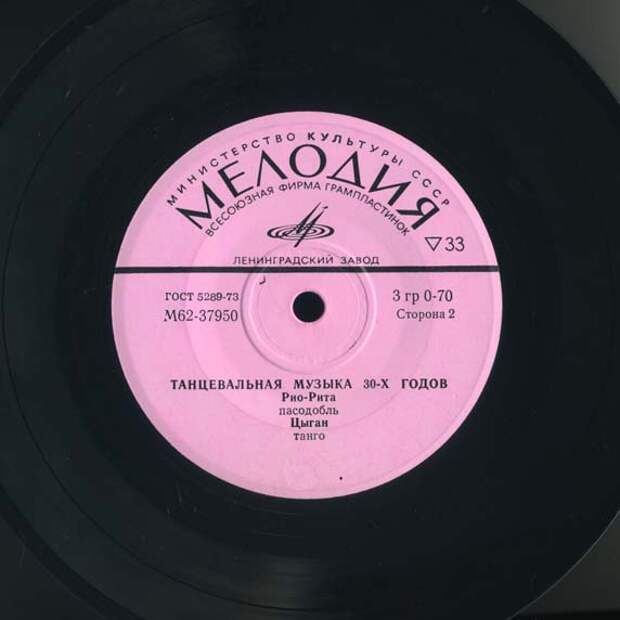 МИНИСТЕРСТВО КУЛЬТУРЫ СССР
МЕЛОДИЯ
ВСЕСОЮЗНАЯ ФИРМА ГРАМПЛАСТИНОК
▽33
ЛЕНИНГРАДСКИЙ ЗАВОД
ГОСТ 5289-73
3 гр 0-70
М62-37950
Сторона 2
ТАНЦЕВАЛЬНАЯ МУЗЫКА 30-Х ГОДОВ
Рио-Рита
пасодобль
Цыган
танго